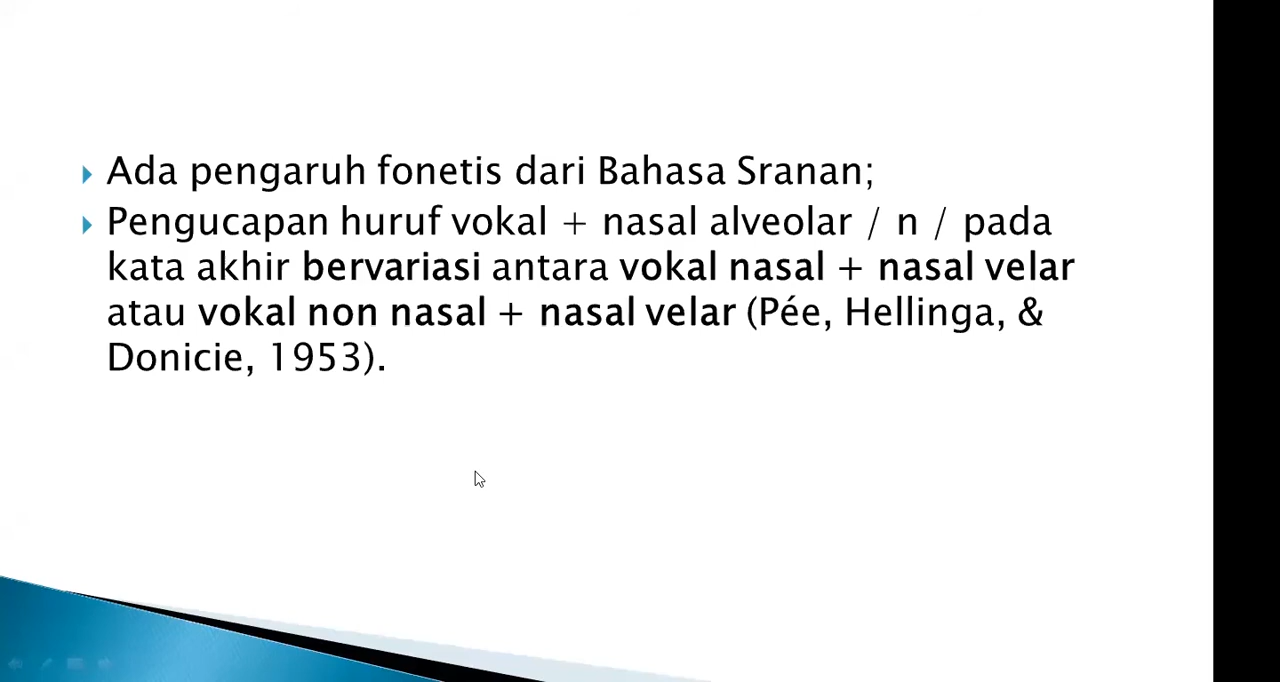 Ada pengaruh fonetis dari Bahasa Sranan;
Pengucapan huruf vokal + nasal alveolar / n / pada
kata akhir bervariasi antara vokal nasal + nasal velar
atau vokal non nasal + nasal velar (Pée, Hellinga, &
Donicie, 1953).